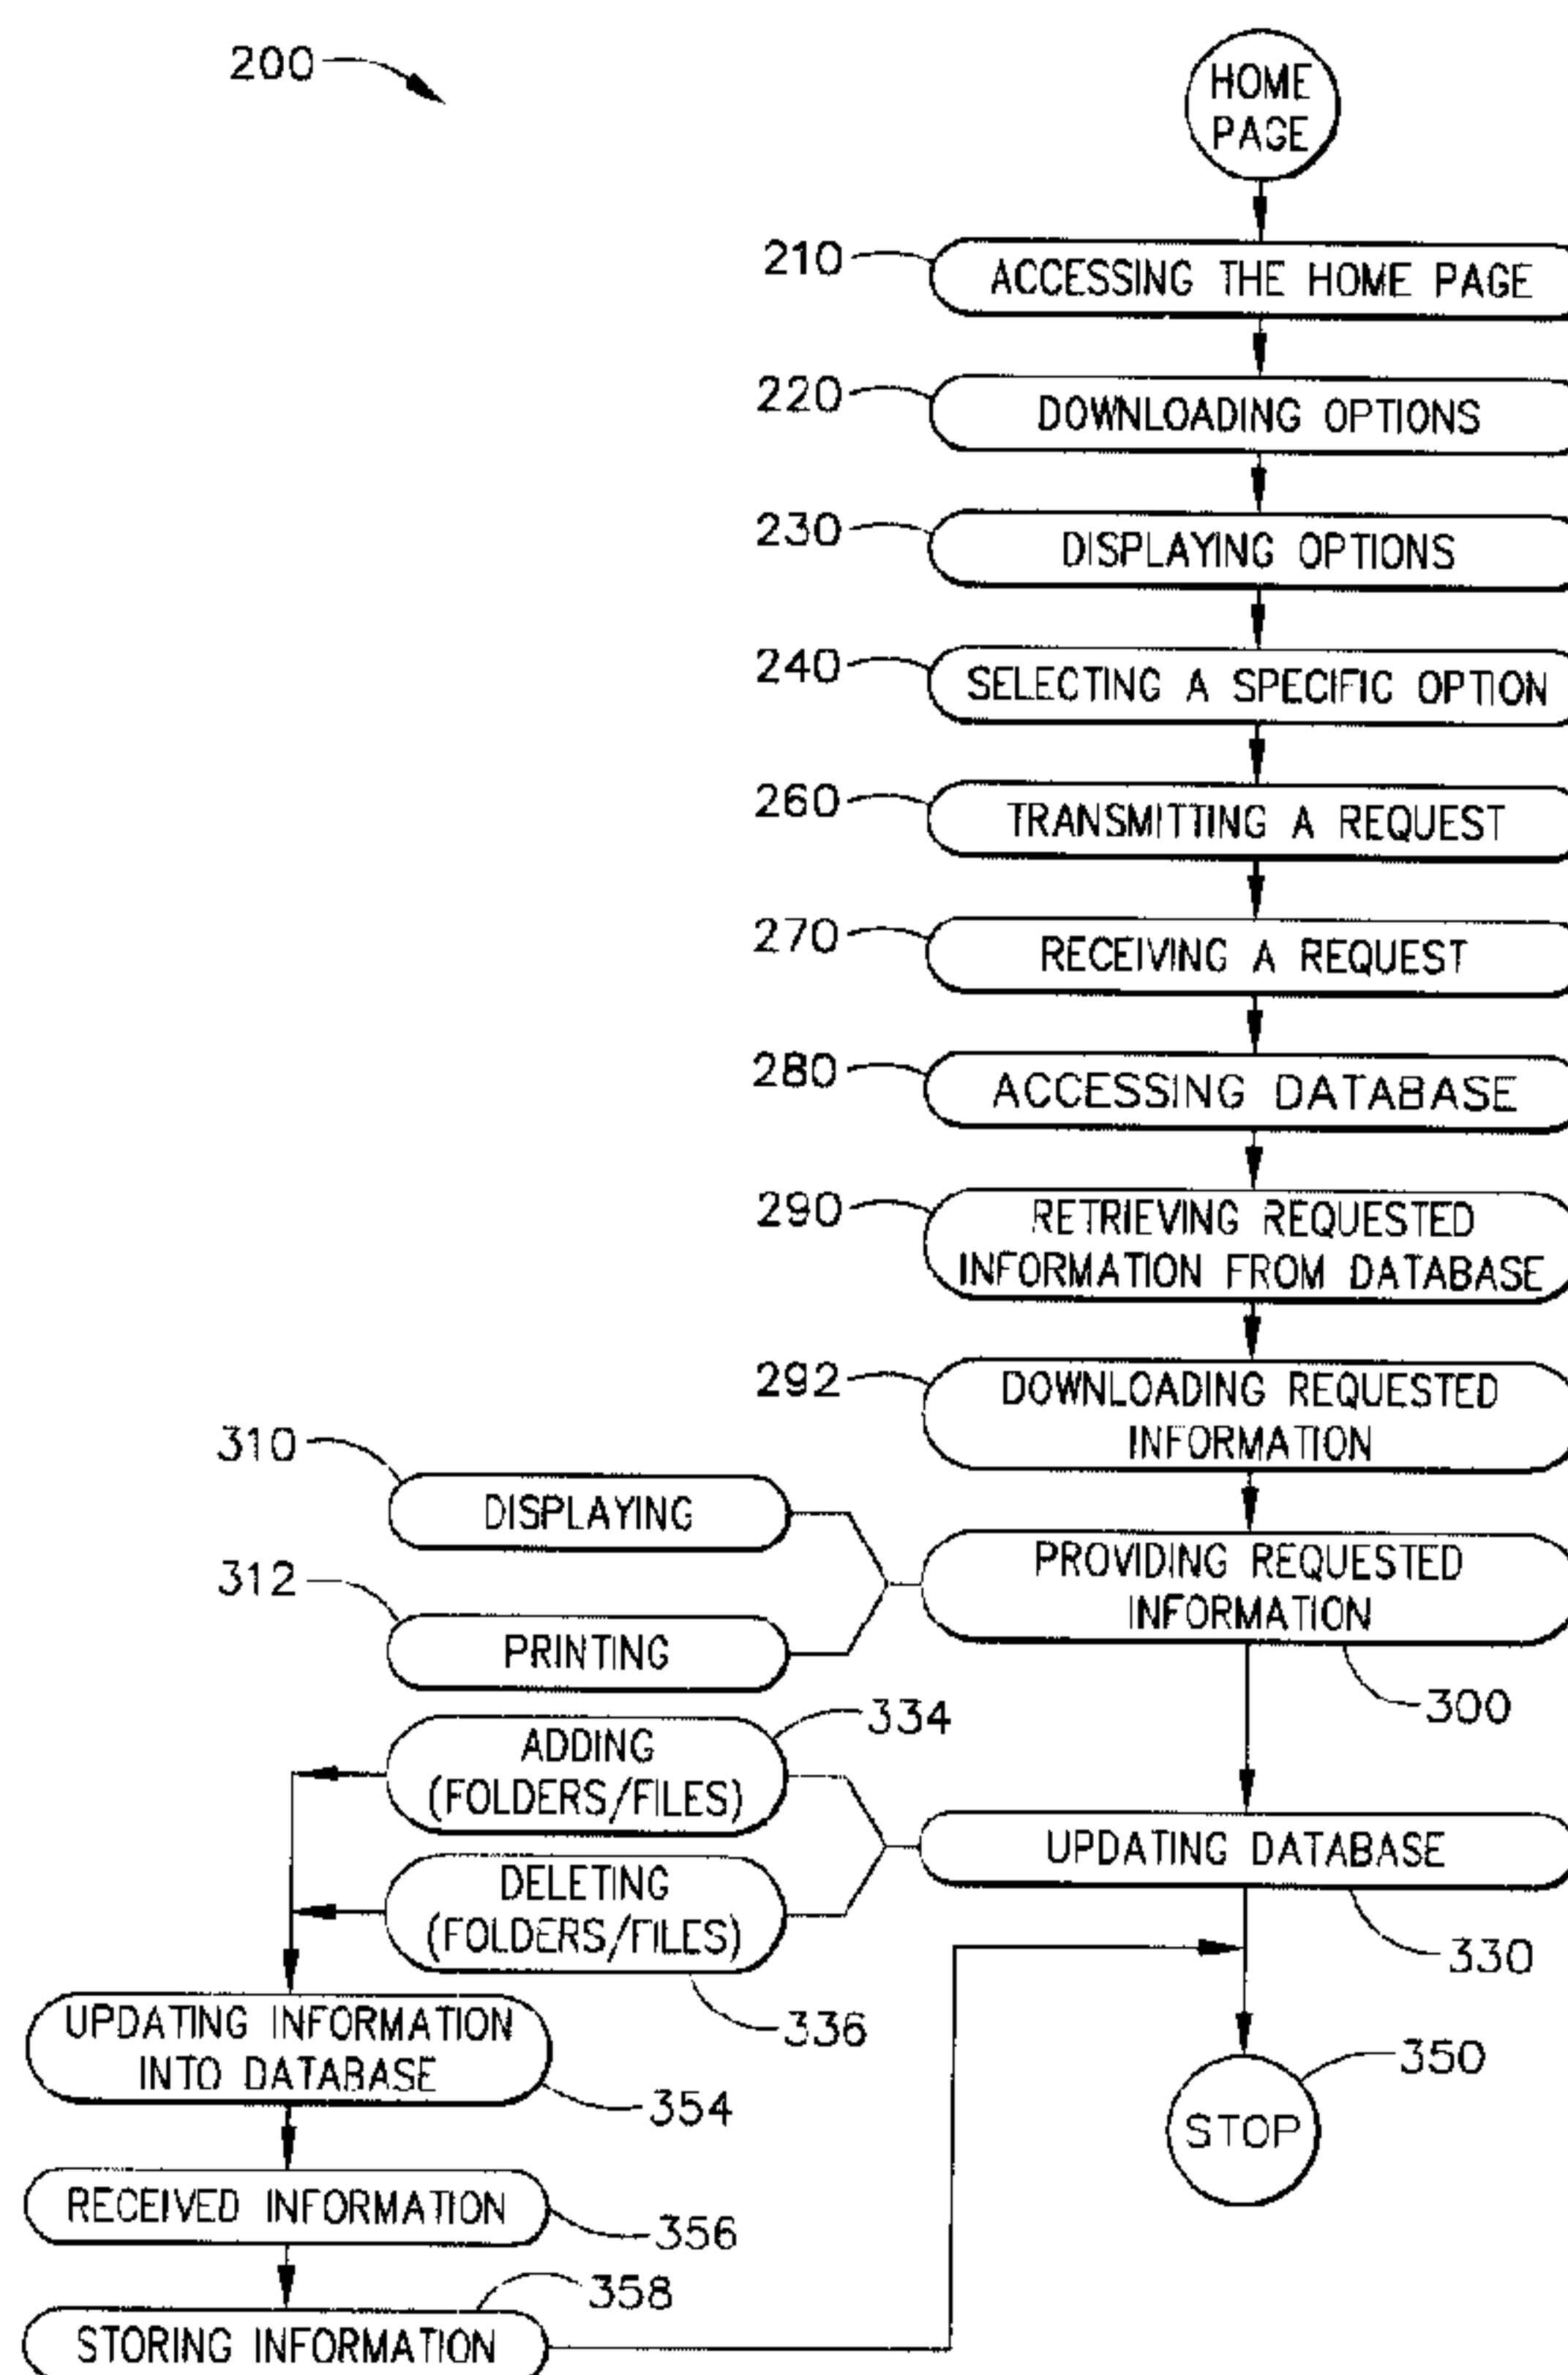 200
HOME
PAGE
210
ACCESSING THE HOME PAGE
220
DOWNLOADING OPTIONS
230
DISPLAYING OPTIONS
240
SELECTING A SPECIFIC OPTION
260
TRANSMITTING A REQUEST
270
RECEIVING A REQUEST
280
ACCESSING DATABASE
290
RETRIEVING REQUESTED
INFORMATION FROM DATABASE
292
DOWNLOADING REQUESTED
INFORMATION
310
DISPLAYING
312
PRINTING
PROVIDING REQUESTED
INFORMATION
300
334
ADDING
(FOLDERS/FILES)
DELETING
(FOLDERS/FILES)
336
UPDATING DATABASE
330
UPDATING INFORMATION
INTO DATABASE
354
RECEIVED INFORMATION
356
358
STORING INFORMATION
350
STOP